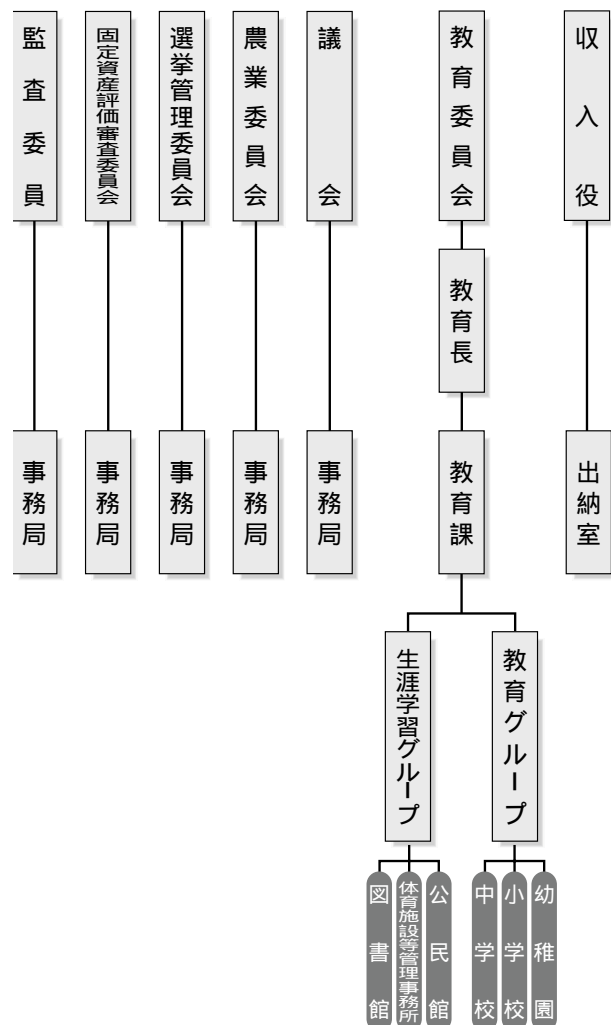 収入役
教育委員会
議会
農業委員会
選挙管理委員会
固定資産評価審査委員会
監査委員
教育長
出納室
教育課
事務局
事務局
事務局
事務局
事務局
教育グループ
生涯学習グループ
幼稚園
小学校
中学校
公民館
体育施設等管理事務所
図書館